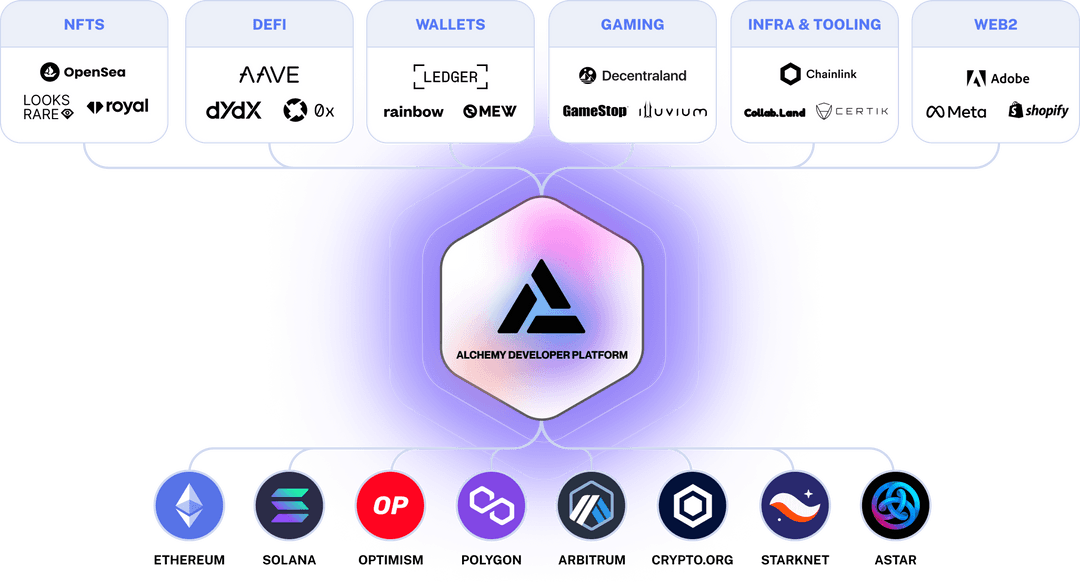 NFTS
DEFI
WALLETS
GAMING
INFRA & TOOLING
WEB2
OpenSea
LOOKS
RARE
royal
AAVE
dYdX
0x
LEDGER
rainbow
MEW
Decentraland
GameStop
illuvium
Chainlink
Collab.Land
CERTIK
Adobe
Meta
shopify
ALCHEMY DEVELOPER PLATFORM
OP
ETHEREUM
SOLANA
OPTIMISM
POLYGON
ARBITRUM
CRYPTO.ORG
STARKNET
ASTAR